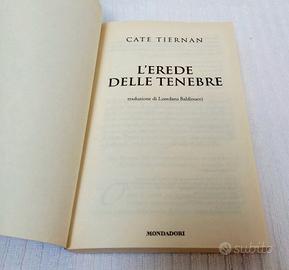 CATE TIERNAN
L'EREDE
DELLE TENEBRE
traduzione di Loredana Baldinucci
MONDADORI
subito